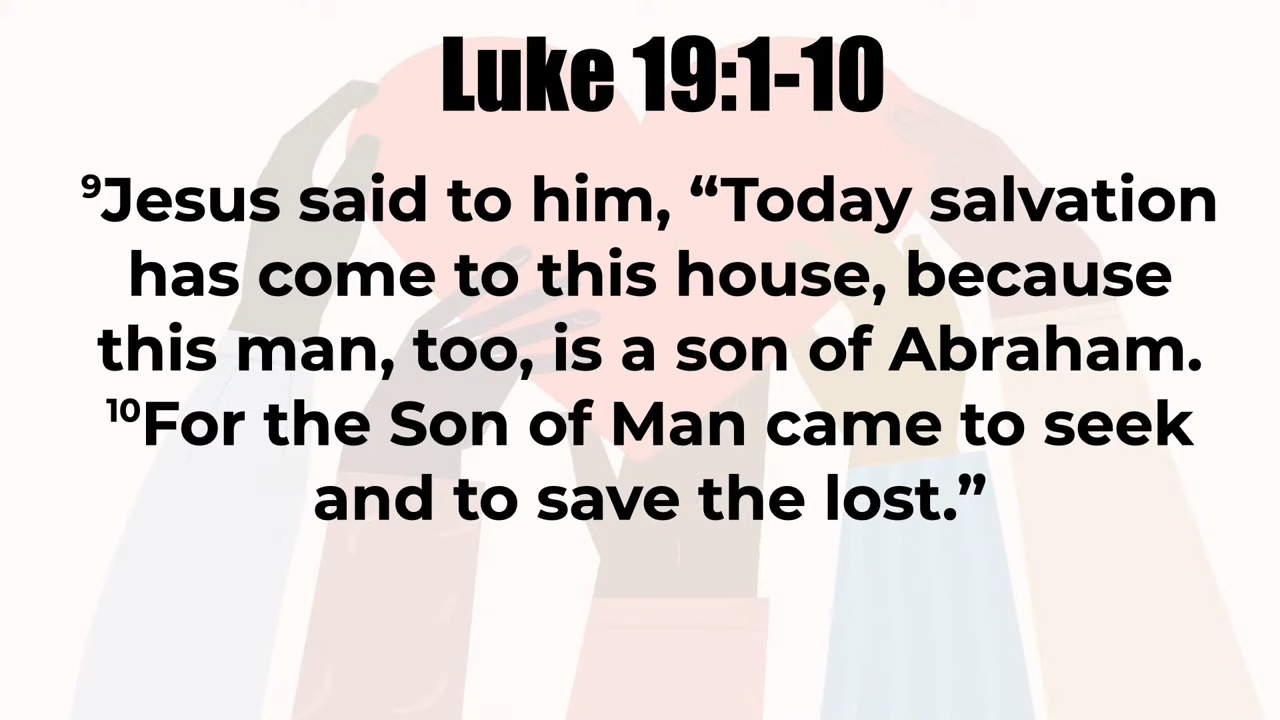 Luke 19:1-10
⁹Jesus said to him, “Today salvation
has come to this house, because
this man, too, is a son of Abraham.
¹⁰For the Son of Man came to seek
and to save the lost.”